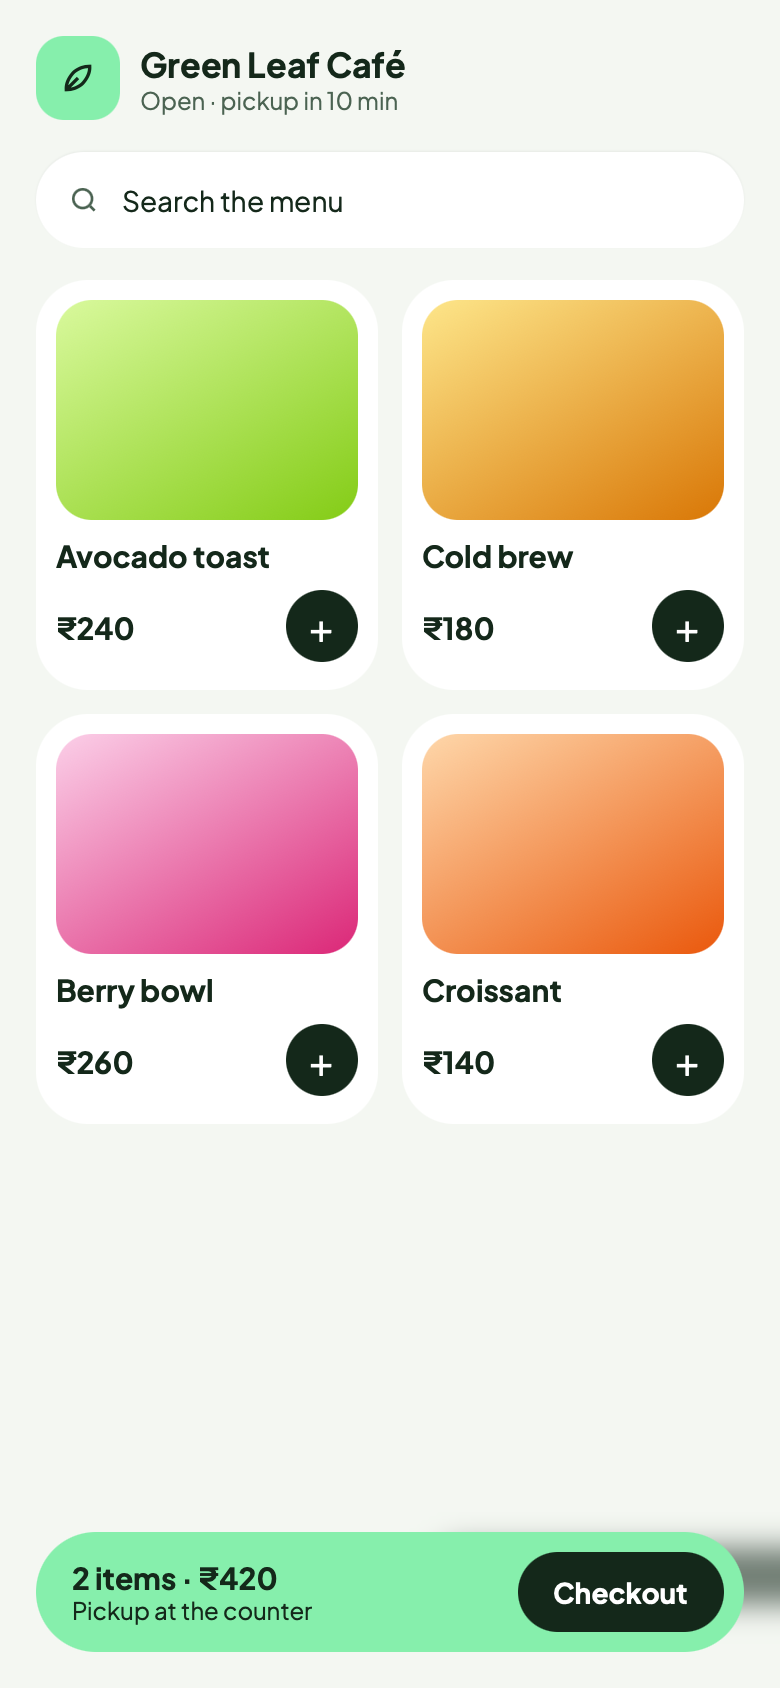 Green Leaf Café
Open · pickup in 10 min
Search the menu
Avocado toast
₹240
+
Cold brew
₹180
+
Berry bowl
₹260
+
Croissant
₹140
+
2 items · ₹420
Pickup at the counter
Checkout